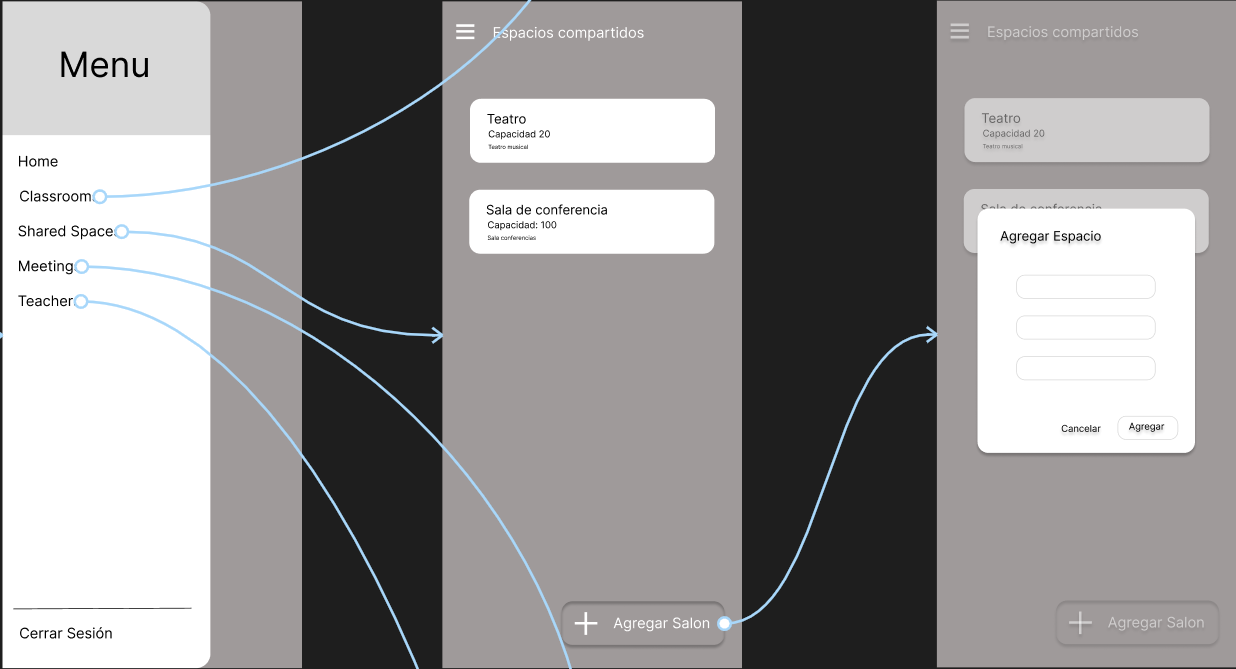 Menu
Home
Classroom
Shared Space
Meeting
Teacher
Cerrar Sesión
Espacios compartidos
Teatro
Capacidad 20
Teatro musical
Sala de conferencia
Capacidad: 100
Sala conferencias
Agregar Salon
Espacios compartidos
Teatro
Capacidad 20
Teatro musical
Sala de conferencia
Agregar Espacio
Cancelar
Agregar
Agregar Salon